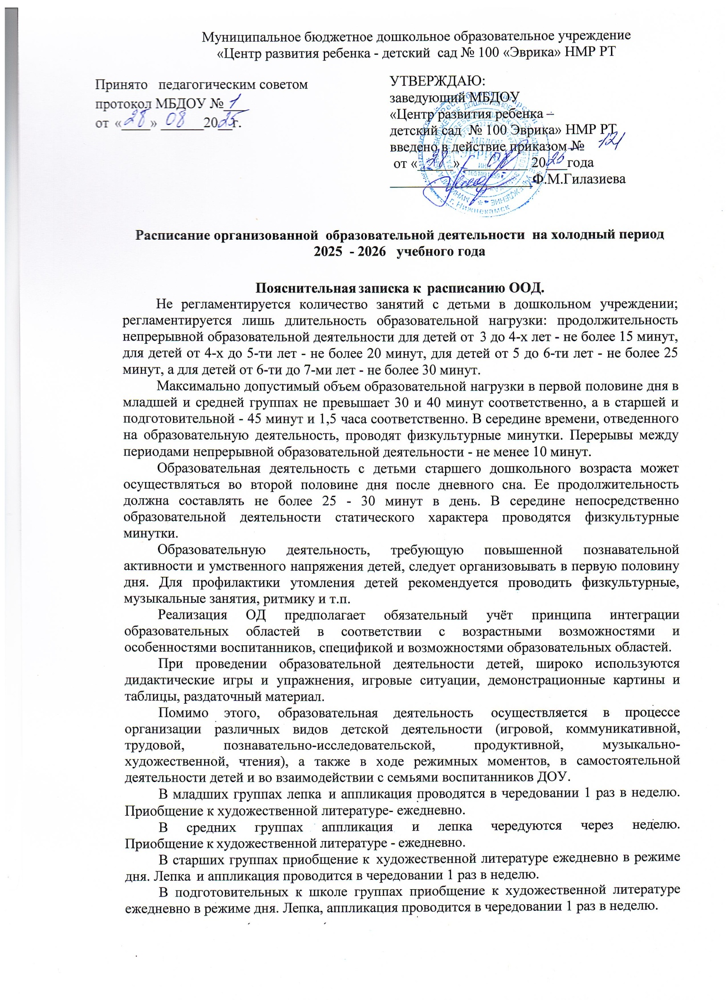 Муниципальное бюджетное дошкольное образовательное учреждение
«Центр развития ребенка - детский сад № 100 «Эврика» НМР РТ
Принято педагогическим советом
протокол МБДОУ № 1
от «28» 08 2025г.
УТВЕРЖДАЮ:
заведующий МБДОУ
«Центр развития ребенка –
детский сад № 100 Эврика» НМР РТ
введено в действие приказом № 121
от «28» 08 2025 года
Ф.М.Гилазиева
МБДОУ
"ЭВРИКА"
г. Нижнекамск
Расписание организованной образовательной деятельности на холодный период
2025 - 2026 учебного года
Пояснительная записка к расписанию ООД.
Не регламентируется количество занятий с детьми в дошкольном учреждении;
регламентируется лишь длительность образовательной нагрузки: продолжительность
непрерывной образовательной деятельности для детей от 3 до 4-х лет - не более 15 минут,
для детей от 4-х до 5-ти лет - не более 20 минут, для детей от 5 до 6-ти лет - не более 25
минут, а для детей от 6-ти до 7-ми лет - не более 30 минут.
Максимально допустимый объем образовательной нагрузки в первой половине дня в
младшей и средней группах не превышает 30 и 40 минут соответственно, а в старшей и
подготовительной - 45 минут и 1,5 часа соответственно. В середине времени, отведенного
на образовательную деятельность, проводят физкультурные минутки. Перерывы между
периодами непрерывной образовательной деятельности - не менее 10 минут.
Образовательная деятельность с детьми старшего дошкольного возраста может
осуществляться во второй половине дня после дневного сна. Ее продолжительность
должна составлять не более 25 - 30 минут в день. В середине непосредственно
образовательной деятельности статического характера проводятся физкультурные
минутки.
Образовательную деятельность, требующую повышенной познавательной
активности и умственного напряжения детей, следует организовывать в первую половину
дня. Для профилактики утомления детей рекомендуется проводить физкультурные,
музыкальные занятия, ритмику и т.п.
Реализация ОД предполагает обязательный учёт принципа интеграции
образовательных областей в соответствии с возрастными возможностями и
особенностями воспитанников, спецификой и возможностями образовательных областей.
При проведении образовательной деятельности детей, широко используются
дидактические игры и упражнения, игровые ситуации, демонстрационные картины и
таблицы, раздаточный материал.
Помимо этого, образовательная деятельность осуществляется в процессе
организации различных видов детской деятельности (игровой, коммуникативной,
трудовой, познавательно-исследовательской, продуктивной, музыкально-
художественной, чтения), а также в ходе режимных моментов, в самостоятельной
деятельности детей и во взаимодействии с семьями воспитанников ДОУ.
В младших группах лепка и аппликация проводятся в чередовании 1 раз в неделю.
Приобщение к художественной литературе- ежедневно.
В средних группах аппликация и лепка чередуются через неделю.
Приобщение к художественной литературе - ежедневно.
В старших группах приобщение к художественной литературе ежедневно в режиме
дня. Лепка и аппликация проводится в чередовании 1 раз в неделю.
В подготовительных к школе группах приобщение к художественной литературе
ежедневно в режиме дня. Лепка, аппликация проводится в чередовании 1 раз в неделю.